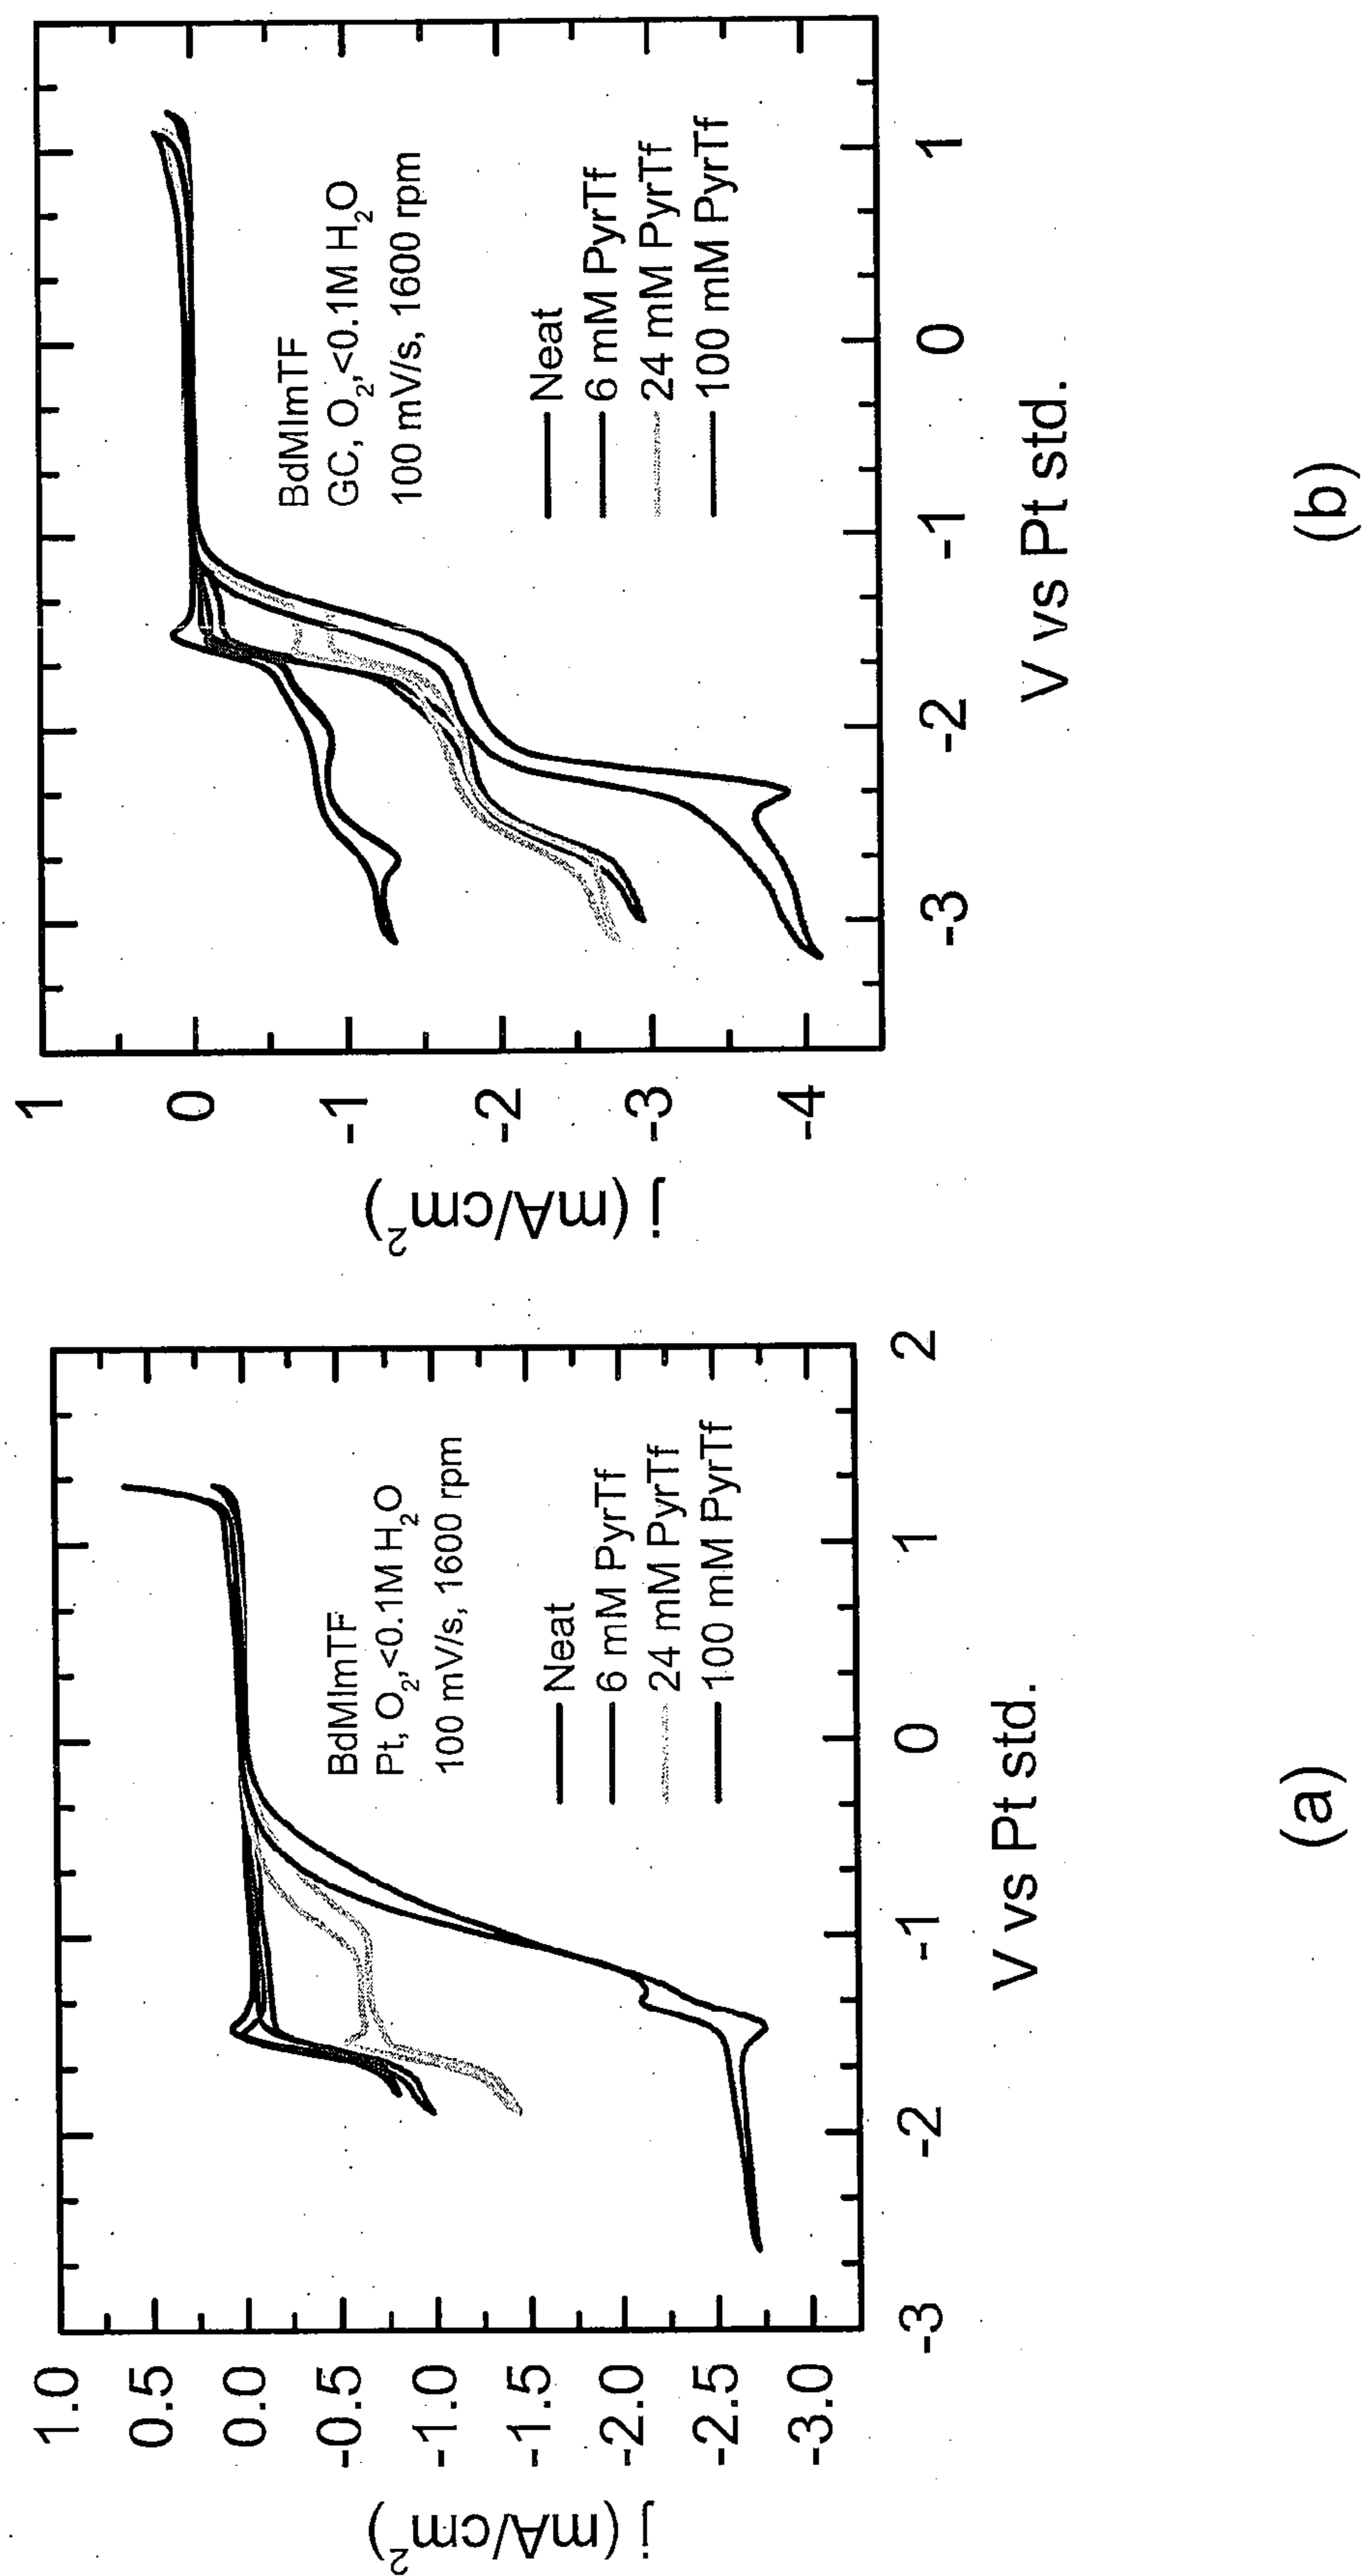 1.0
0.5
0.0
-0.5
-1.0
-1.5
-2.0
-2.5
-3.0
j (mA/cm²)
BdMImTF
Pt, O₂,<0.1M H₂O
100 mV/s, 1600 rpm
Neat
6 mM PyrTf
24 mM PyrTf
100 mM PyrTf
-3
-2
-1
0
1
2
V vs Pt std.
(a)
1
0
-1
-2
-3
-4
j (mA/cm²)
BdMImTF
GC, O₂,<0.1M H₂O
100 mV/s, 1600 rpm
Neat
6 mM PyrTf
24 mM PyrTf
100 mM PyrTf
-3
-2
-1
0
1
V vs Pt std.
(b)